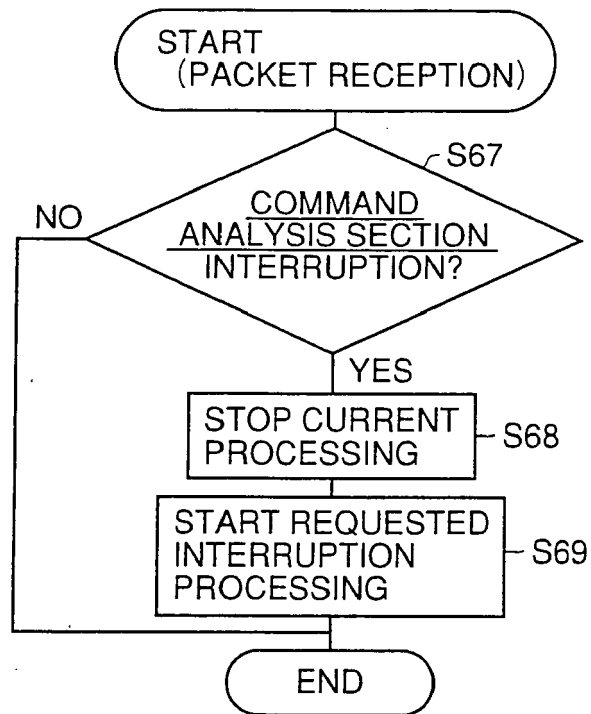 START
(PACKET RECEPTION)
S67
NO
COMMAND
ANALYSIS SECTION
INTERRUPTION?
YES
STOP CURRENT
PROCESSING
S68
START REQUESTED
INTERRUPTION
PROCESSING
S69
END